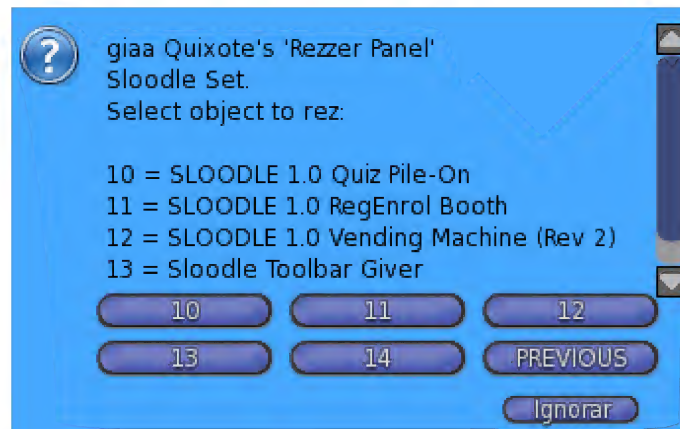 giaa Quixote's 'Rezzer Panel'
Sloodle Set.
Select object to rez:
10 = SLOODLE 1.0 Quiz Pile-On
11 = SLOODLE 1.0 RegEnrol Booth
12 = SLOODLE 1.0 Vending Machine (Rev 2)
13 = Sloodle Toolbar Giver
10 11 12
13 14 PREVIOUS
Ignorar